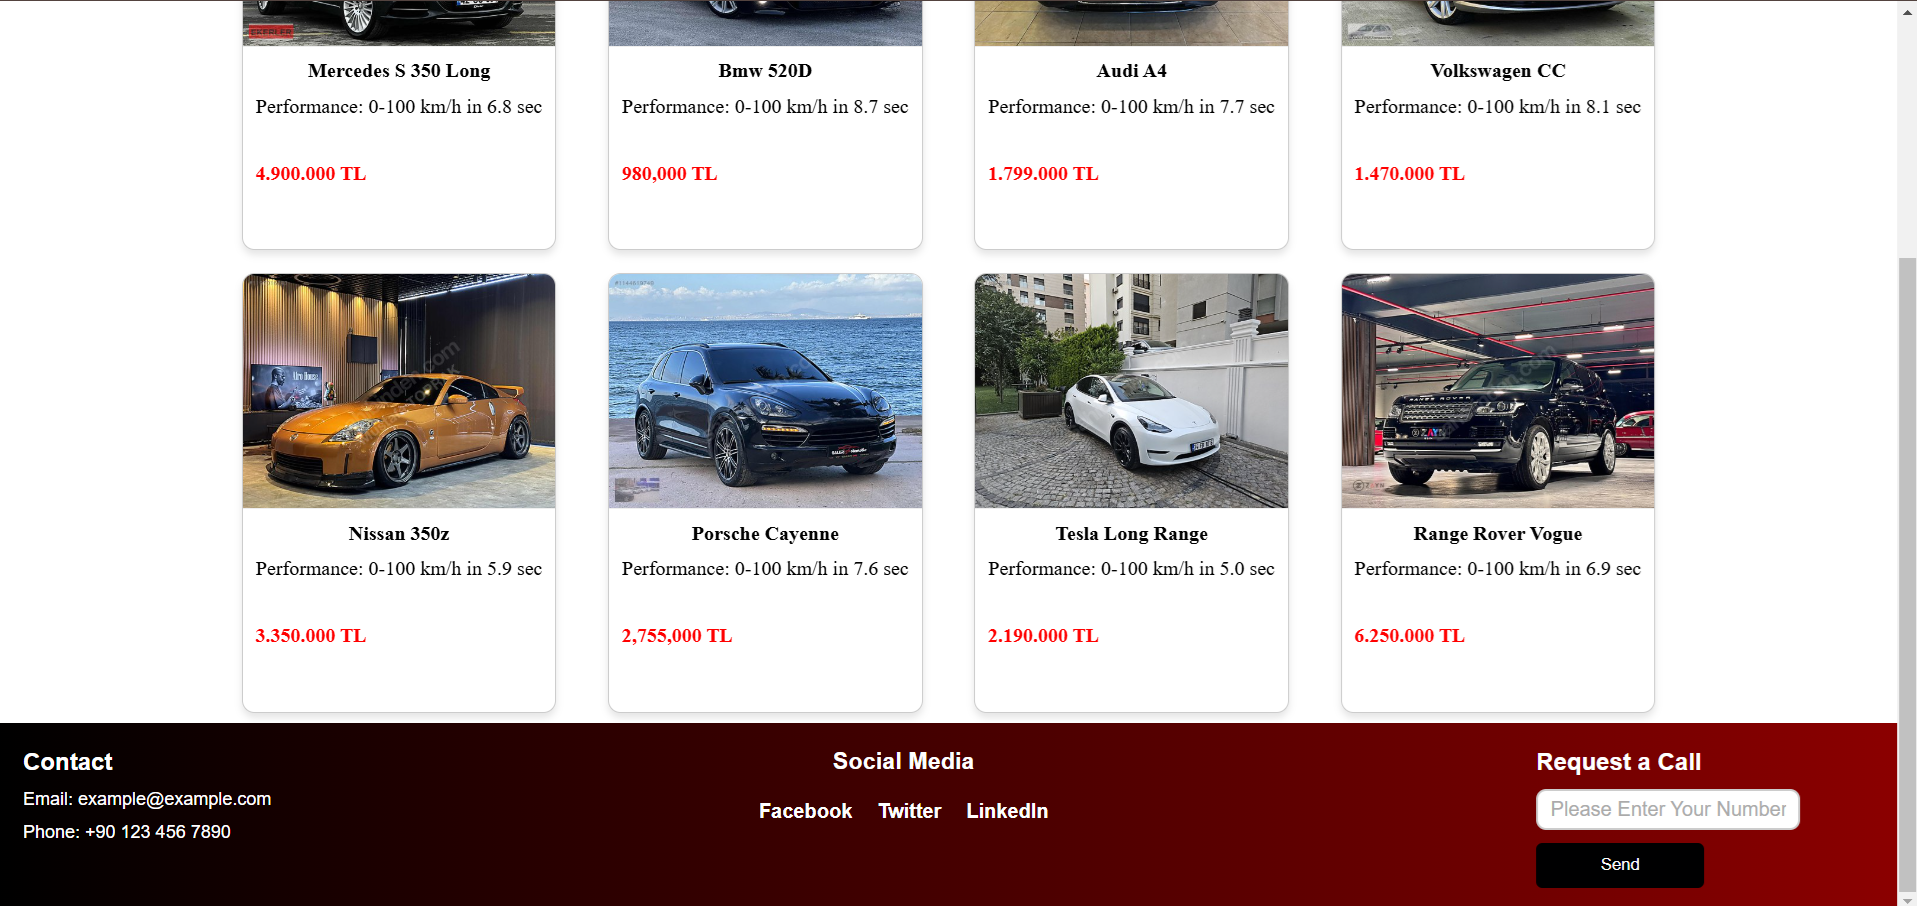 Mercedes S 350 Long
Performance: 0-100 km/h in 6.8 sec
4.900.000 TL
Bmw 520D
Performance: 0-100 km/h in 8.7 sec
980,000 TL
Audi A4
Performance: 0-100 km/h in 7.7 sec
1.799.000 TL
Volkswagen CC
Performance: 0-100 km/h in 8.1 sec
1.470.000 TL
Afro House
Nissan 350z
Performance: 0-100 km/h in 5.9 sec
3.350.000 TL
Porsche Cayenne
Performance: 0-100 km/h in 7.6 sec
2,755,000 TL
Tesla Long Range
Performance: 0-100 km/h in 5.0 sec
2.190.000 TL
RANGE ROVER
ZAYN
Range Rover Vogue
Performance: 0-100 km/h in 6.9 sec
6.250.000 TL
Contact
Email: example@example.com
Phone: +90 123 456 7890
Social Media
Facebook Twitter LinkedIn
Request a Call
Please Enter Your Number
Send